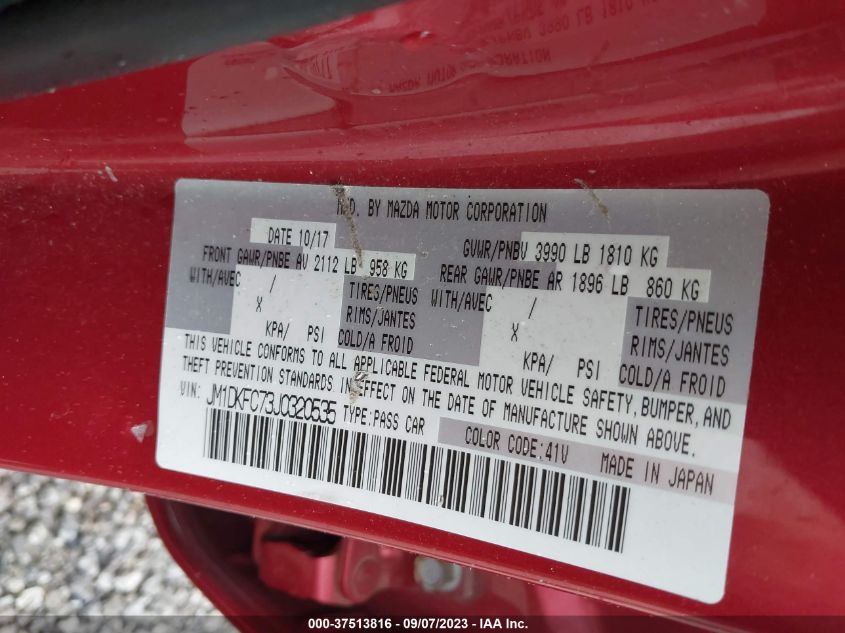 MFD. BY MAZDA MOTOR CORPORATION
DATE 10/17 GVWR/PNBV 3990 LB 1810 KG
FRONT GAWR/PNBE AV 2112 LB 958 KG REAR GAWR/PNBE AR 1896 LB 860 KG
WITH/AVEC / TIRES/PNEUS WITH/AVEC / TIRES/PNEUS
X RIMS/JANTES X RIMS/JANTES
KPA/ PSI COLD/A FROID KPA/ PSI COLD/A FROID
THIS VEHICLE CONFORMS TO ALL APPLICABLE FEDERAL MOTOR VEHICLE SAFETY, BUMPER, AND
THEFT PREVENTION STANDARDS IN EFFECT ON THE DATE OF MANUFACTURE SHOWN ABOVE.
VIN: JM1DKFC73J0320535 TYPE:PASS CAR
COLOR CODE:41V MADE IN JAPAN
000-37513816 - 09/07/2023 - IAA Inc.